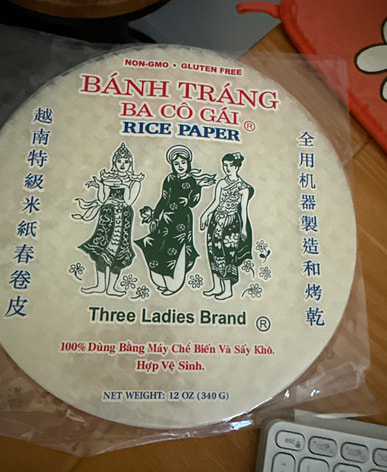 NON-GMO • GLUTEN FREE
BÁNH TRÁNG
BA CÔ GÁI ®
RICE PAPER
越南特級米紙春卷皮
全用机器製造和烤乾
Three Ladies Brand ®
100% Dùng Bằng Máy Chế Biến Và Sấy Khô.
Hợp Vệ Sinh.
NET WEIGHT: 12 OZ (340 G)
esc